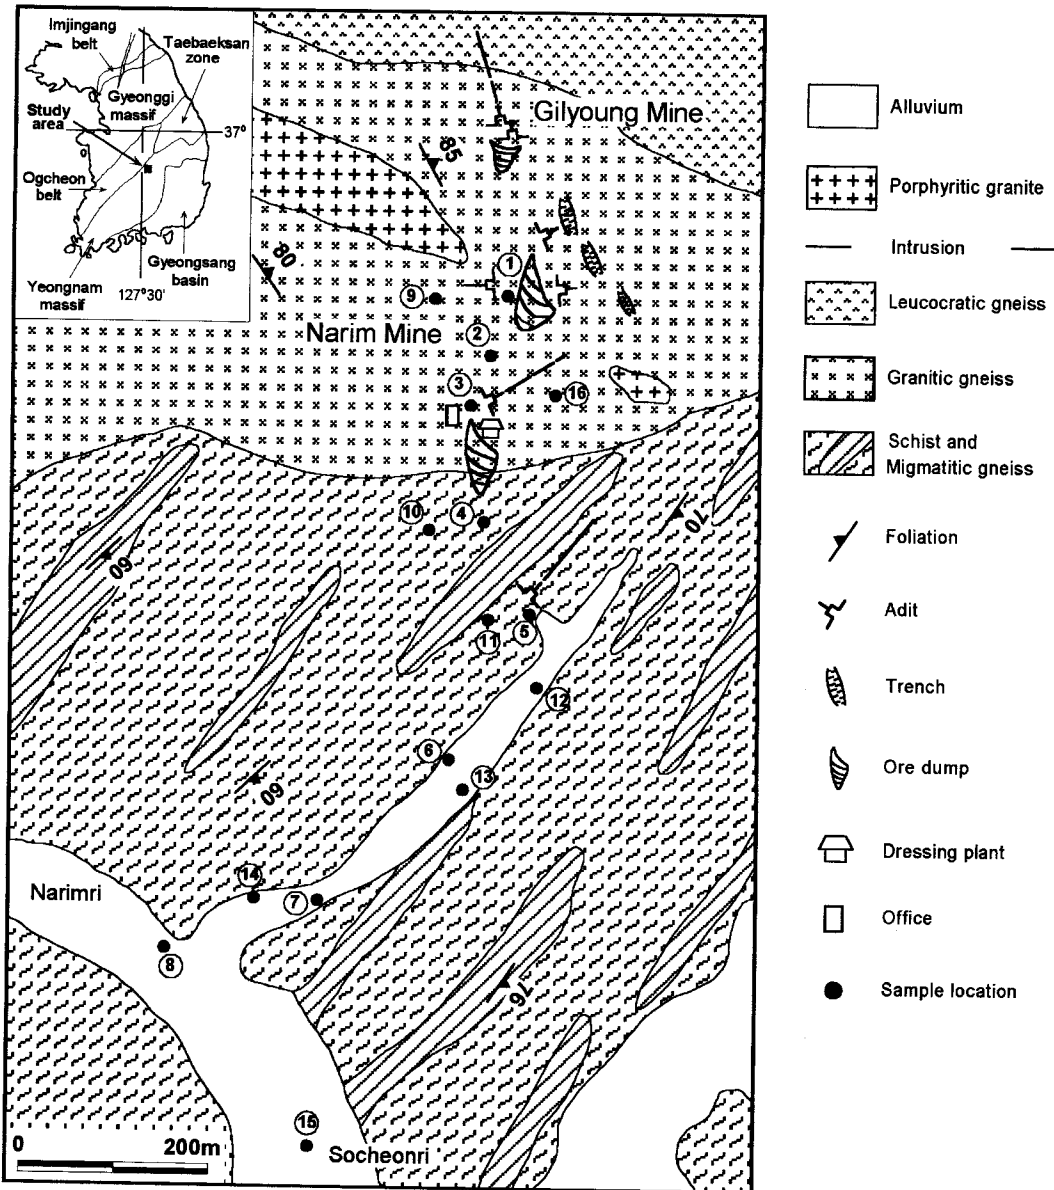 Imjingang
belt
Taebaeksan
zone
Gyeonggi
massif
Study
area
37°
Ogcheon
belt
Gyeongsang
basin
Yeongnam
massif
127°30'
Gilyoung Mine
85
80
1
9
Narim Mine
2
3
16
10
4
70
60
11
5
12
6
13
60
14
7
Narimri
8
76
15
Socheonri
0
200m
Alluvium
Porphyritic granite
Intrusion
Leucocratic gneiss
Granitic gneiss
Schist and
Migmatitic gneiss
Foliation
Adit
Trench
Ore dump
Dressing plant
Office
Sample location